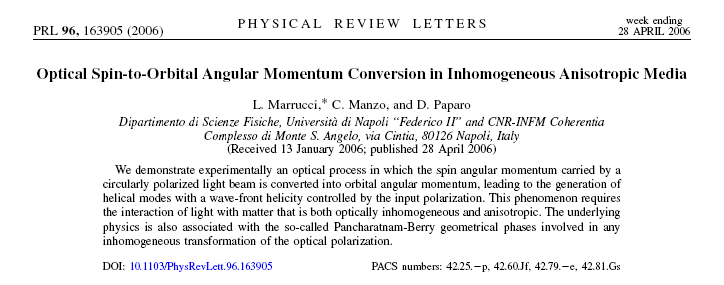 PHYSICAL REVIEW LETTERS
PRL 96, 163905 (2006)
week ending
28 APRIL 2006
Optical Spin-to-Orbital Angular Momentum Conversion in Inhomogeneous Anisotropic Media
L. Marrucci,* C. Manzo, and D. Paparo
Dipartimento di Scienze Fisiche, Università di Napoli “Federico II” and CNR-INFM Coherentia
Complesso di Monte S. Angelo, via Cintia, 80126 Napoli, Italy
(Received 13 January 2006; published 28 April 2006)
We demonstrate experimentally an optical process in which the spin angular momentum carried by a
circularly polarized light beam is converted into orbital angular momentum, leading to the generation of
helical modes with a wave-front helicity controlled by the input polarization. This phenomenon requires
the interaction of light with matter that is both optically inhomogeneous and anisotropic. The underlying
physics is also associated with the so-called Pancharatnam-Berry geometrical phases involved in any
inhomogeneous transformation of the optical polarization.
DOI: 10.1103/PhysRevLett.96.163905 PACS numbers: 42.25.−p, 42.60.Jf, 42.79.−e, 42.81.Gs